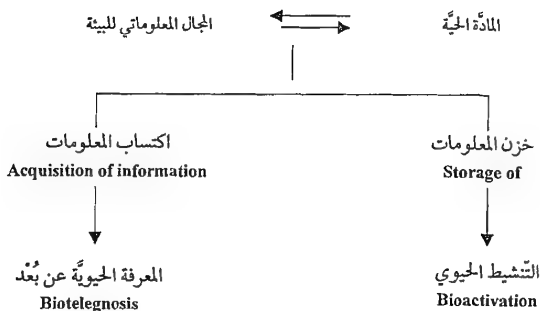 المادَّة الحيَّة
المجال المعلوماتي للبيئة
خزن المعلومات
Storage of
اكتساب المعلومات
Acquisition of information
التّنشيط الحيوي
Bioactivation
المعرفة الحيويَّة عن بُعْد
Biotelegnosis